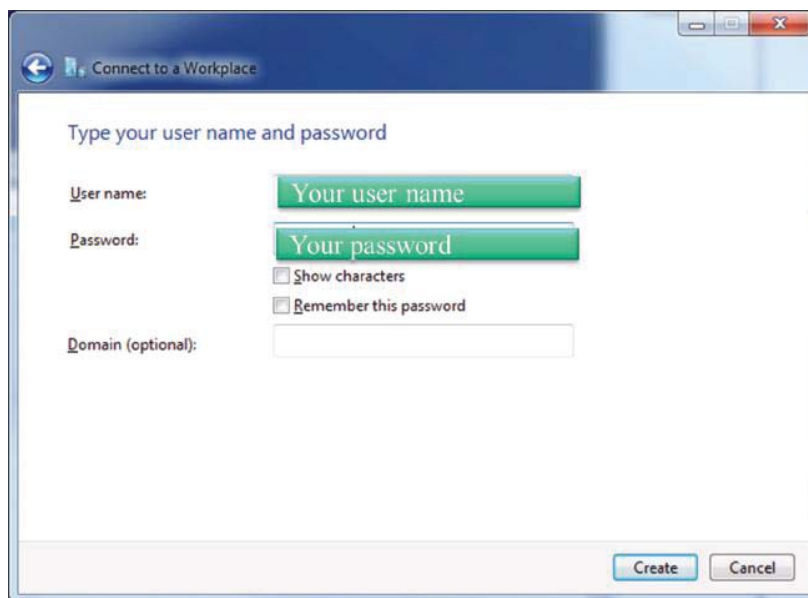 Connect to a Workplace
Type your user name and password
User name: Your user name
Password: Your password
Show characters
Remember this password
Domain (optional):
Create Cancel